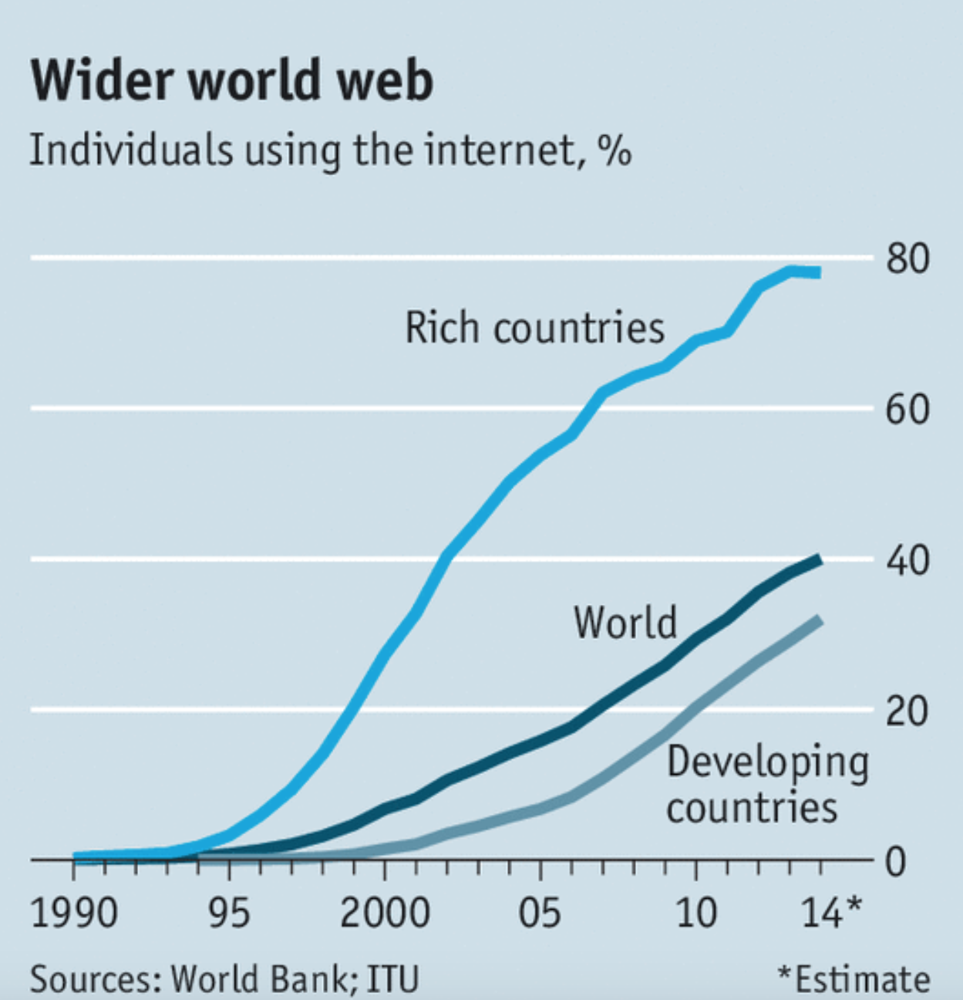 Wider world web
Individuals using the internet, %
80
Rich countries
60
40
World
20
Developing
countries
0
1990 95 2000 05 10 14*
Sources: World Bank; ITU *Estimate